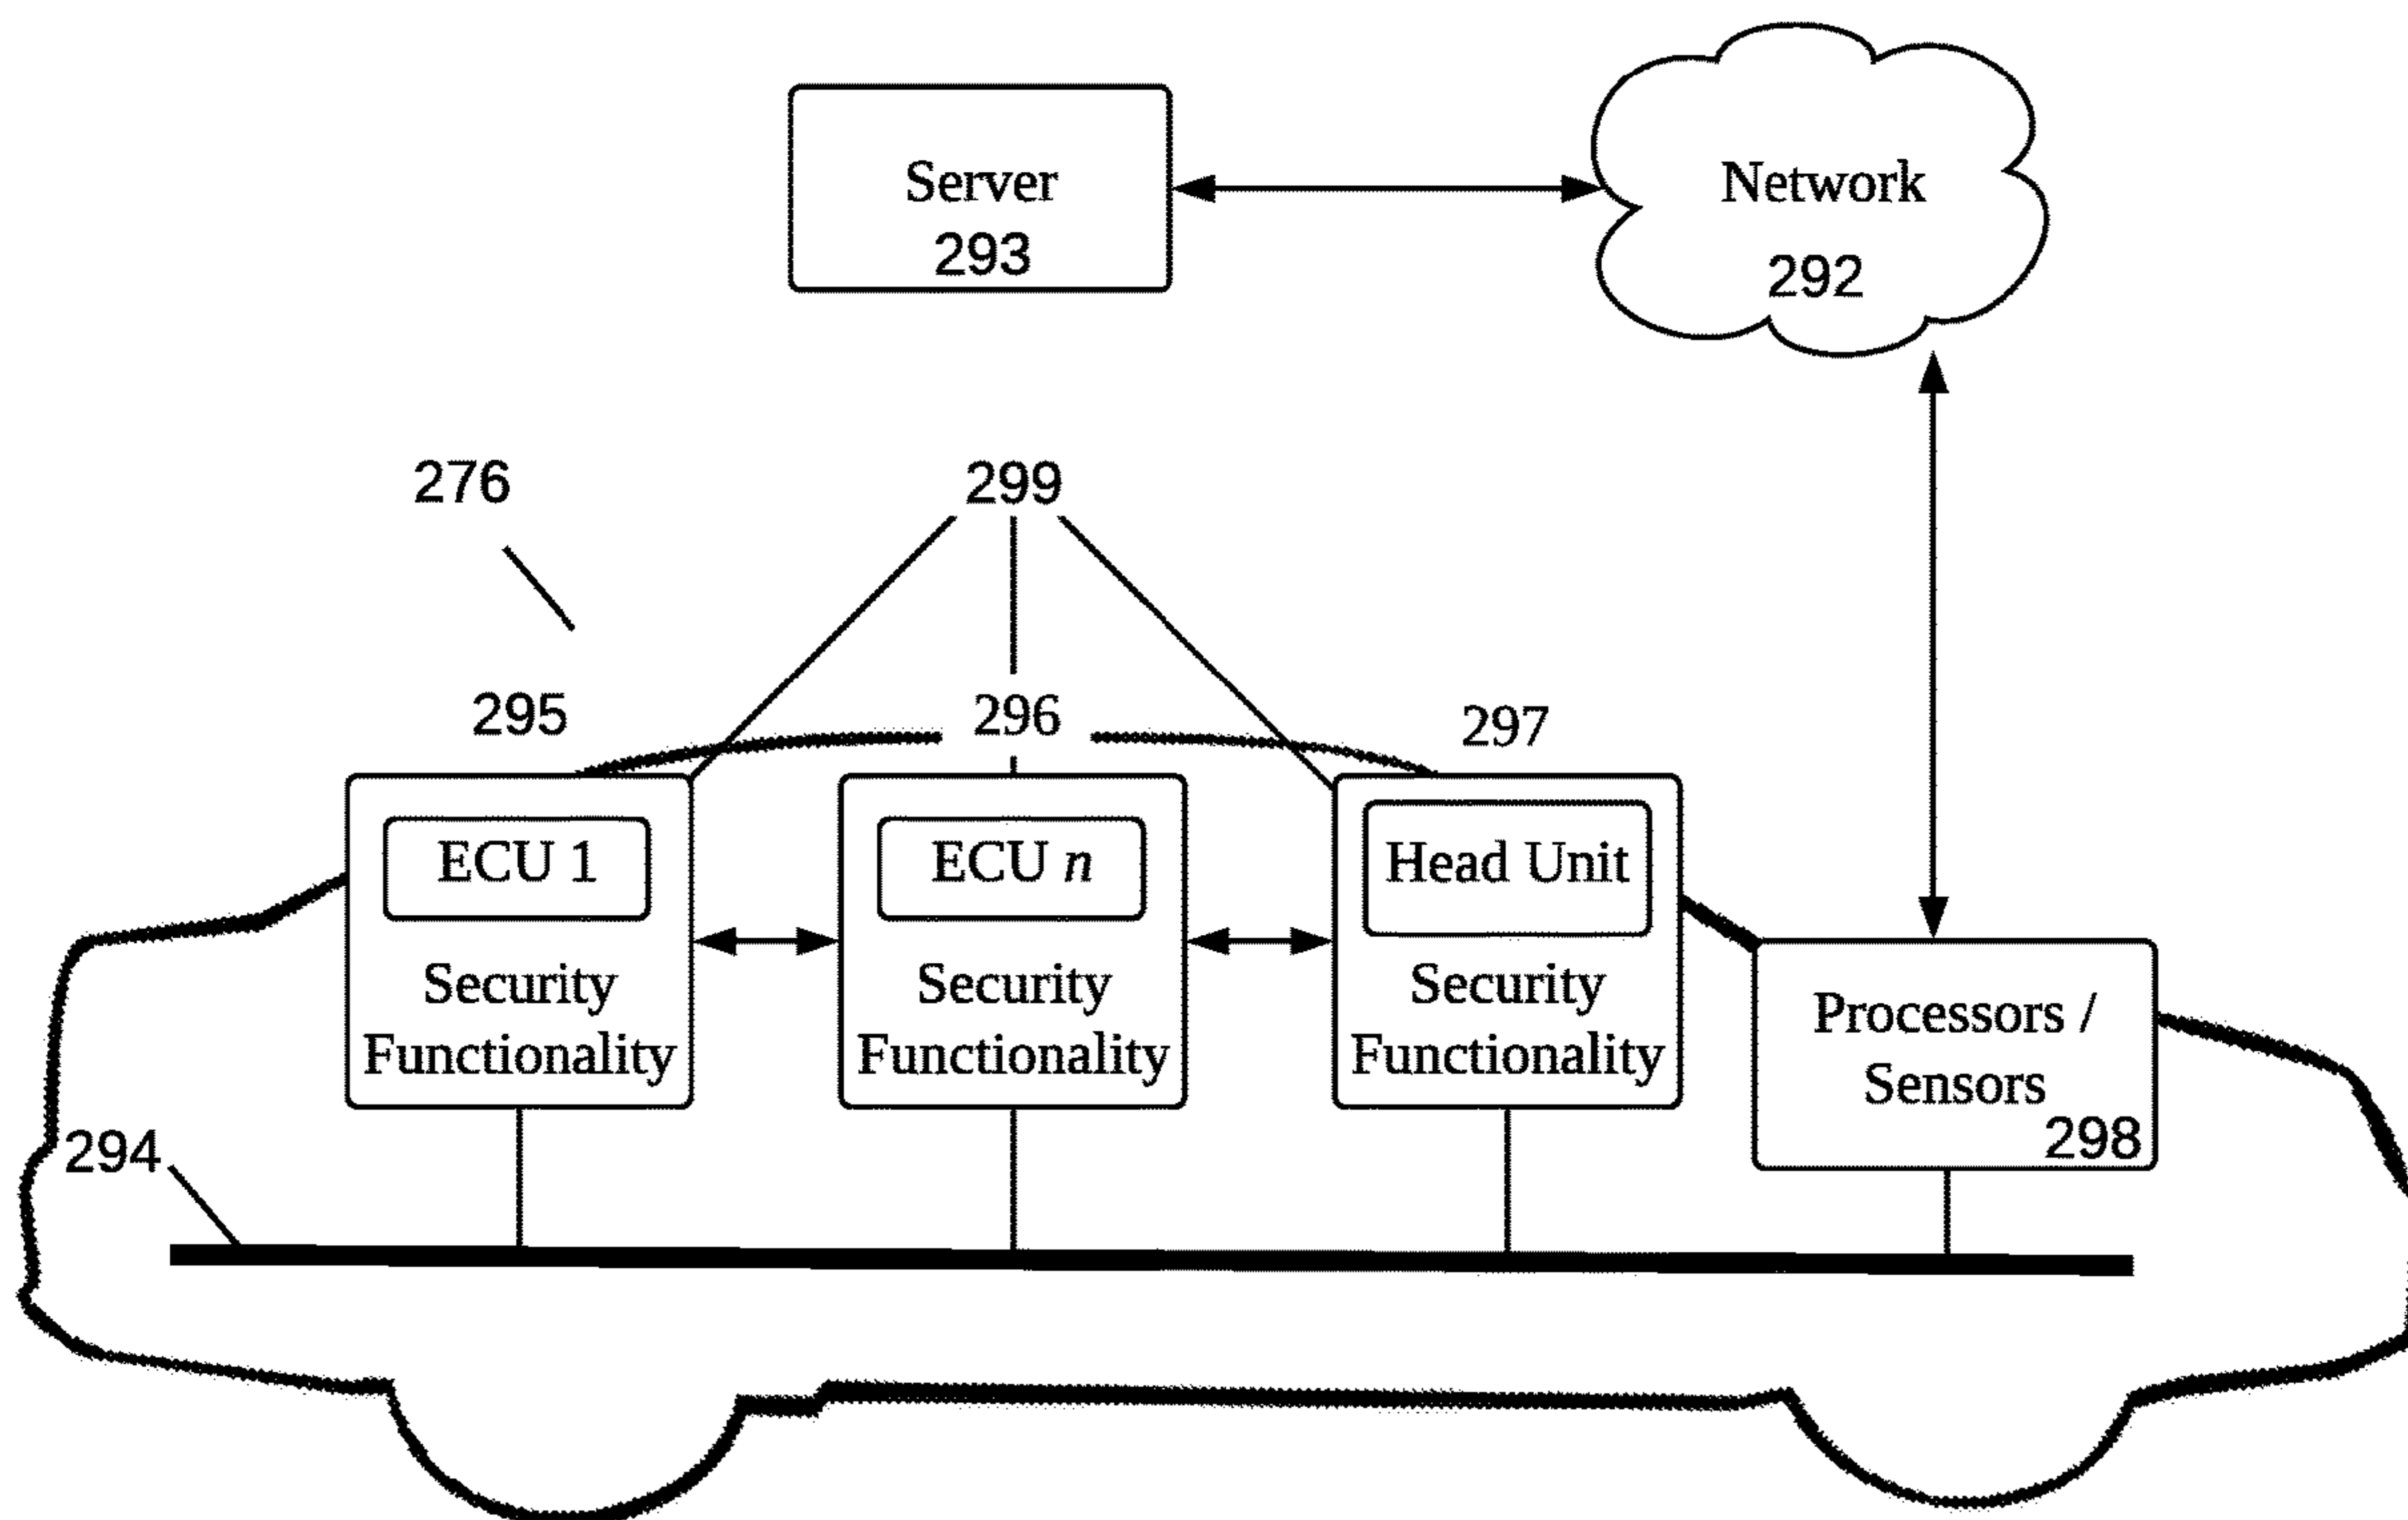 Server
293
Network
292
276
299
295
296
297
ECU 1
Security
Functionality
ECU n
Security
Functionality
Head Unit
Security
Functionality
Processors /
Sensors
298
294